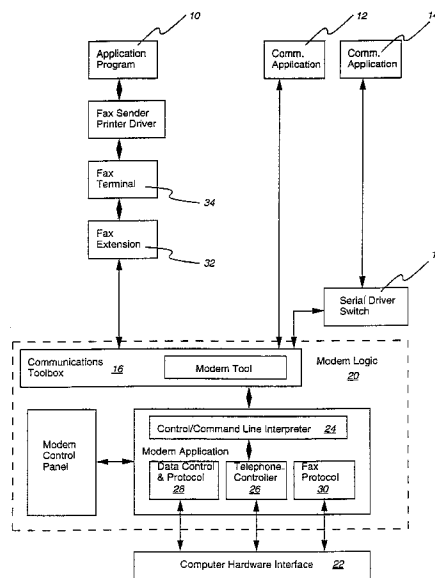 10
12
14
Application
Program
Comm.
Application
Comm.
Application
Fax Sender
Printer Driver
Fax
Terminal
34
Fax
Extension
32
Serial Driver
Switch
Communications
Toolbox 16
Modem Tool
Modem Logic
20
Control/Command Line Interpreter 24
Modem Application
Modem
Control
Panel
Data Control
& Protocol
28
Telephone
Controller
26
Fax
Protocol
30
Computer Hardware Interface 22